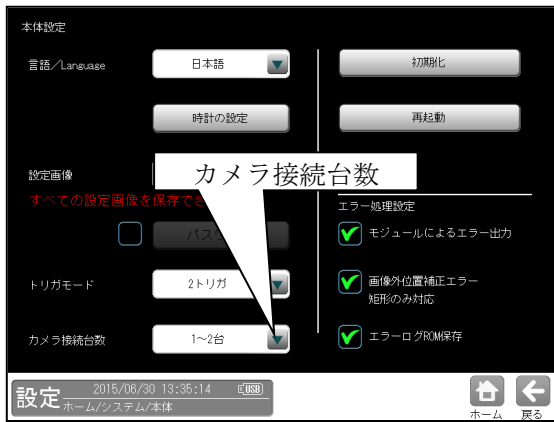 本体設定
言語／Language
日本語
初期化
時計の設定
再起動
設定画像
カメラ接続台数
すべての設定画像を保存で
エラー処理設定
パス
モジュールによるエラー出力
トリガモード
2トリガ
画像外位置補正エラー
矩形のみ対応
カメラ接続台数
1～2台
エラーログROM保存
設定
2015/06/30 13:35:14
USB
ホーム/システム/本体
ホーム
戻る